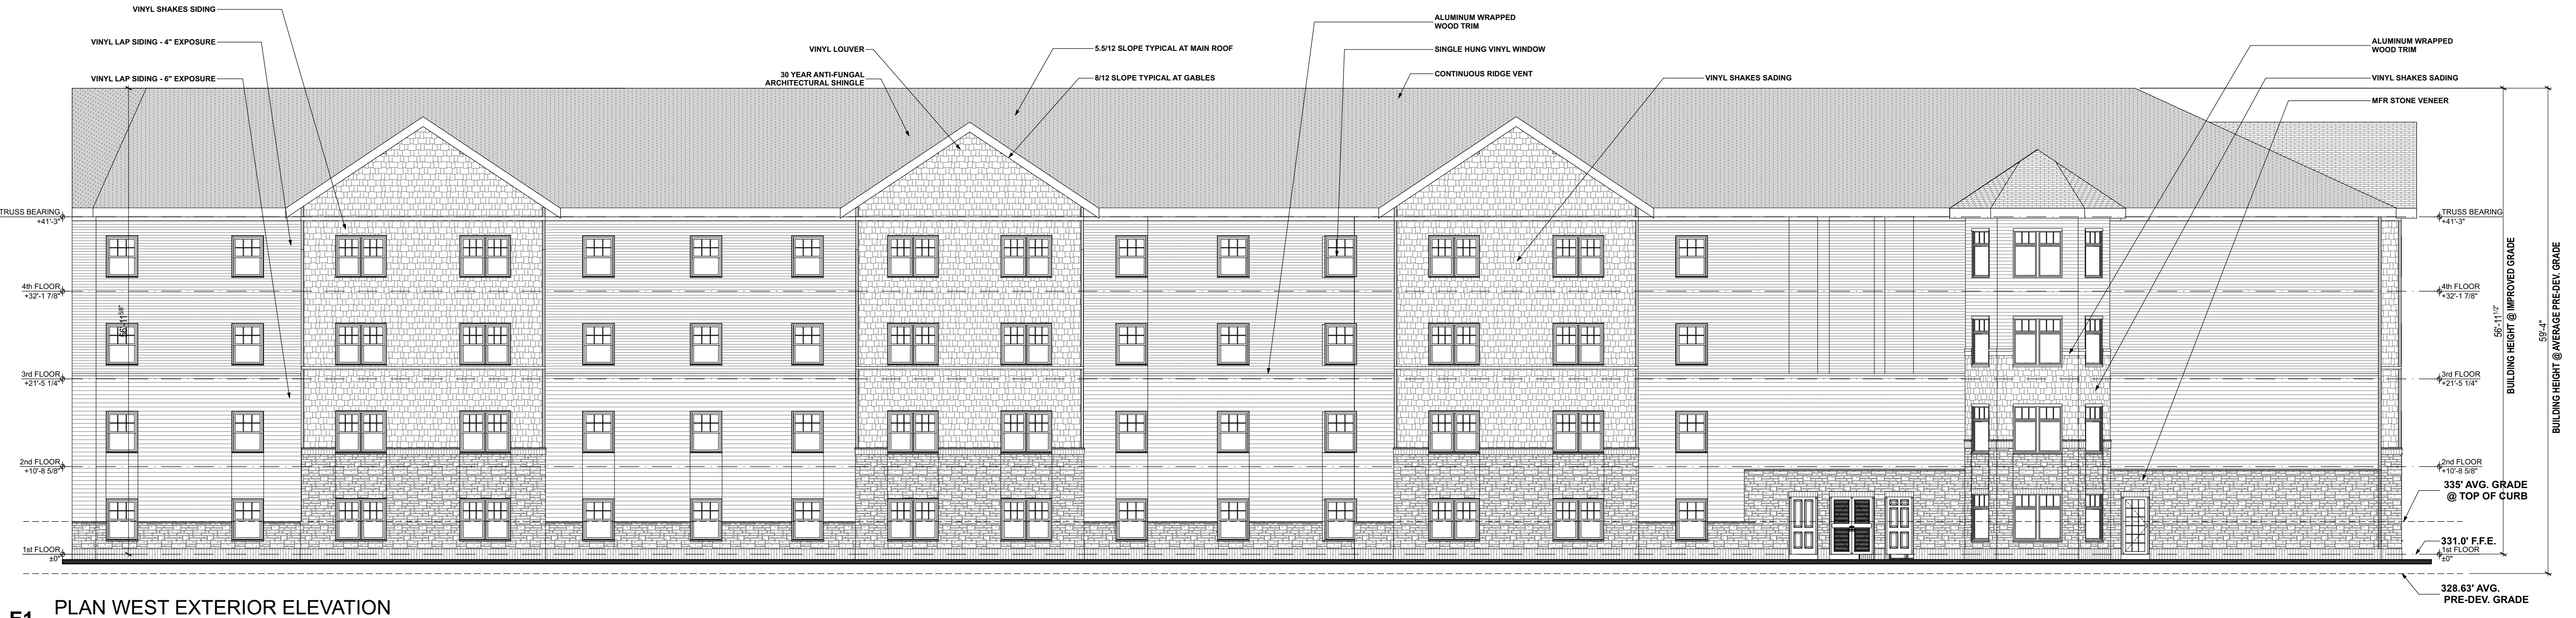 VINYL SHAKES SIDING
VINYL LAP SIDING - 4" EXPOSURE
VINYL LAP SIDING - 6" EXPOSURE
VINYL LOUVER
30 YEAR ANTI-FUNGAL
ARCHITECTURAL SHINGLE
5.5/12 SLOPE TYPICAL AT MAIN ROOF
8/12 SLOPE TYPICAL AT GABLES
ALUMINUM WRAPPED
WOOD TRIM
SINGLE HUNG VINYL WINDOW
CONTINUOUS RIDGE VENT
VINYL SHAKES SADING
ALUMINUM WRAPPED
WOOD TRIM
VINYL SHAKES SADING
MFR STONE VENEER
TRUSS BEARING
+41'-3"
4th FLOOR
+32'-1 7/8"
56'-11 5/8"
3rd FLOOR
+21'-5 1/4"
2nd FLOOR
+10'-8 5/8"
1st FLOOR
±0"
TRUSS BEARING
+41'-3"
4th FLOOR
+32'-1 7/8"
3rd FLOOR
+21'-5 1/4"
2nd FLOOR
+10'-8 5/8"
335' AVG. GRADE
@ TOP OF CURB
331.0' F.F.E.
1st FLOOR
±0"
328.63' AVG.
PRE-DEV. GRADE
56'-11 1/2"
BUILDING HEIGHT @ IMPROVED GRADE
59'-4"
BUILDING HEIGHT @ AVERAGE PRE-DEV. GRADE
PLAN WEST EXTERIOR ELEVATION
E1